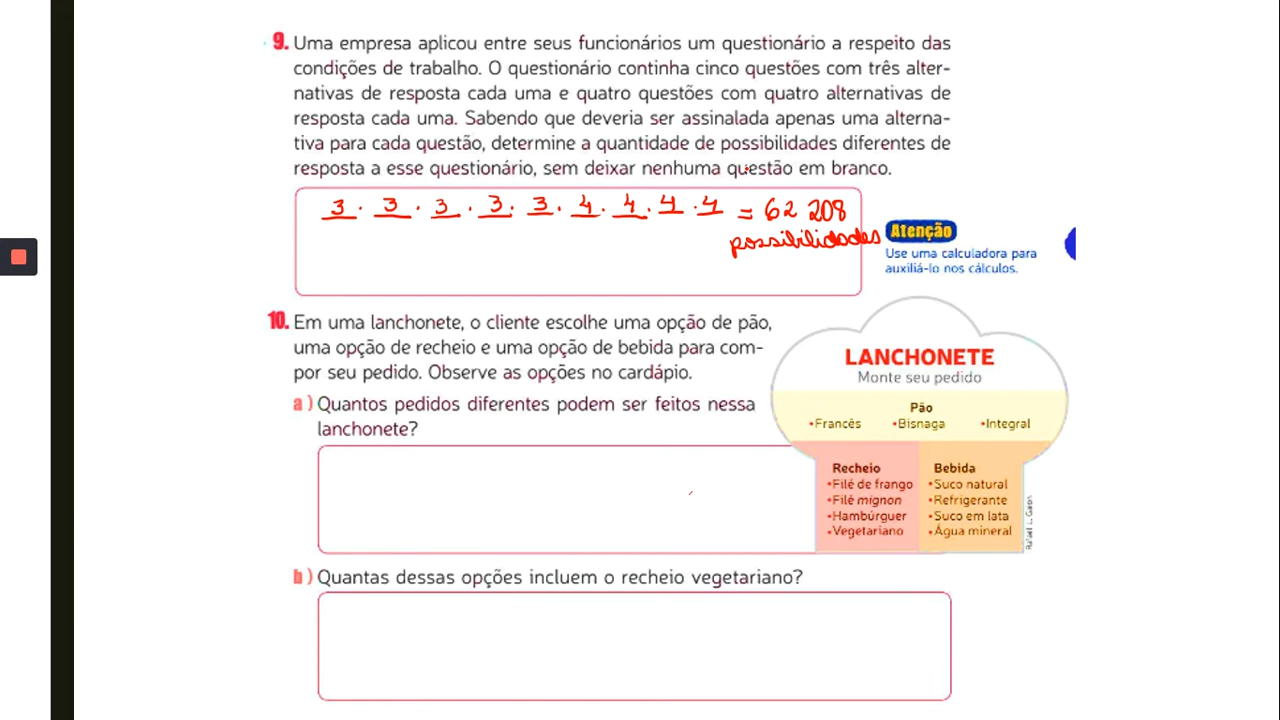 9. Uma empresa aplicou entre seus funcionários um questionário a respeito das
condições de trabalho. O questionário continha cinco questões com três alter-
nativas de resposta cada uma e quatro questões com quatro alternativas de
resposta cada uma. Sabendo que deveria ser assinalada apenas uma alterna-
tiva para cada questão, determine a quantidade de possibilidades diferentes de
resposta a esse questionário, sem deixar nenhuma questão em branco.
3 . 3 . 3 . 3 . 3 . 4 . 4 . 4 . 4 = 62 208
possibilidades
Atenção
Use uma calculadora para
auxiliá-lo nos cálculos.
10. Em uma lanchonete, o cliente escolhe uma opção de pão,
uma opção de recheio e uma opção de bebida para com-
por seu pedido. Observe as opções no cardápio.
a) Quantos pedidos diferentes podem ser feitos nessa
lanchonete?
LANCHONETE
Monte seu pedido
Pão
•Francês •Bisnaga •Integral
Recheio
•Filé de frango
•Filé mignon
•Hambúrguer
•Vegetariano
Bebida
•Suco natural
•Refrigerante
•Suco em lata
•Água mineral
Rafael L. Gaion
b) Quantas dessas opções incluem o recheio vegetariano?